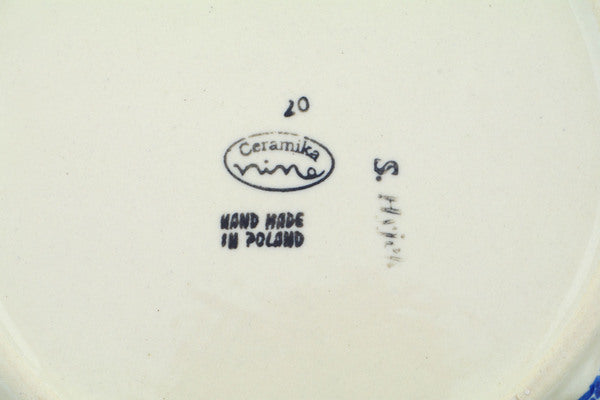 20
Ceramika
nina
HAND MADE
IN POLAND
S.